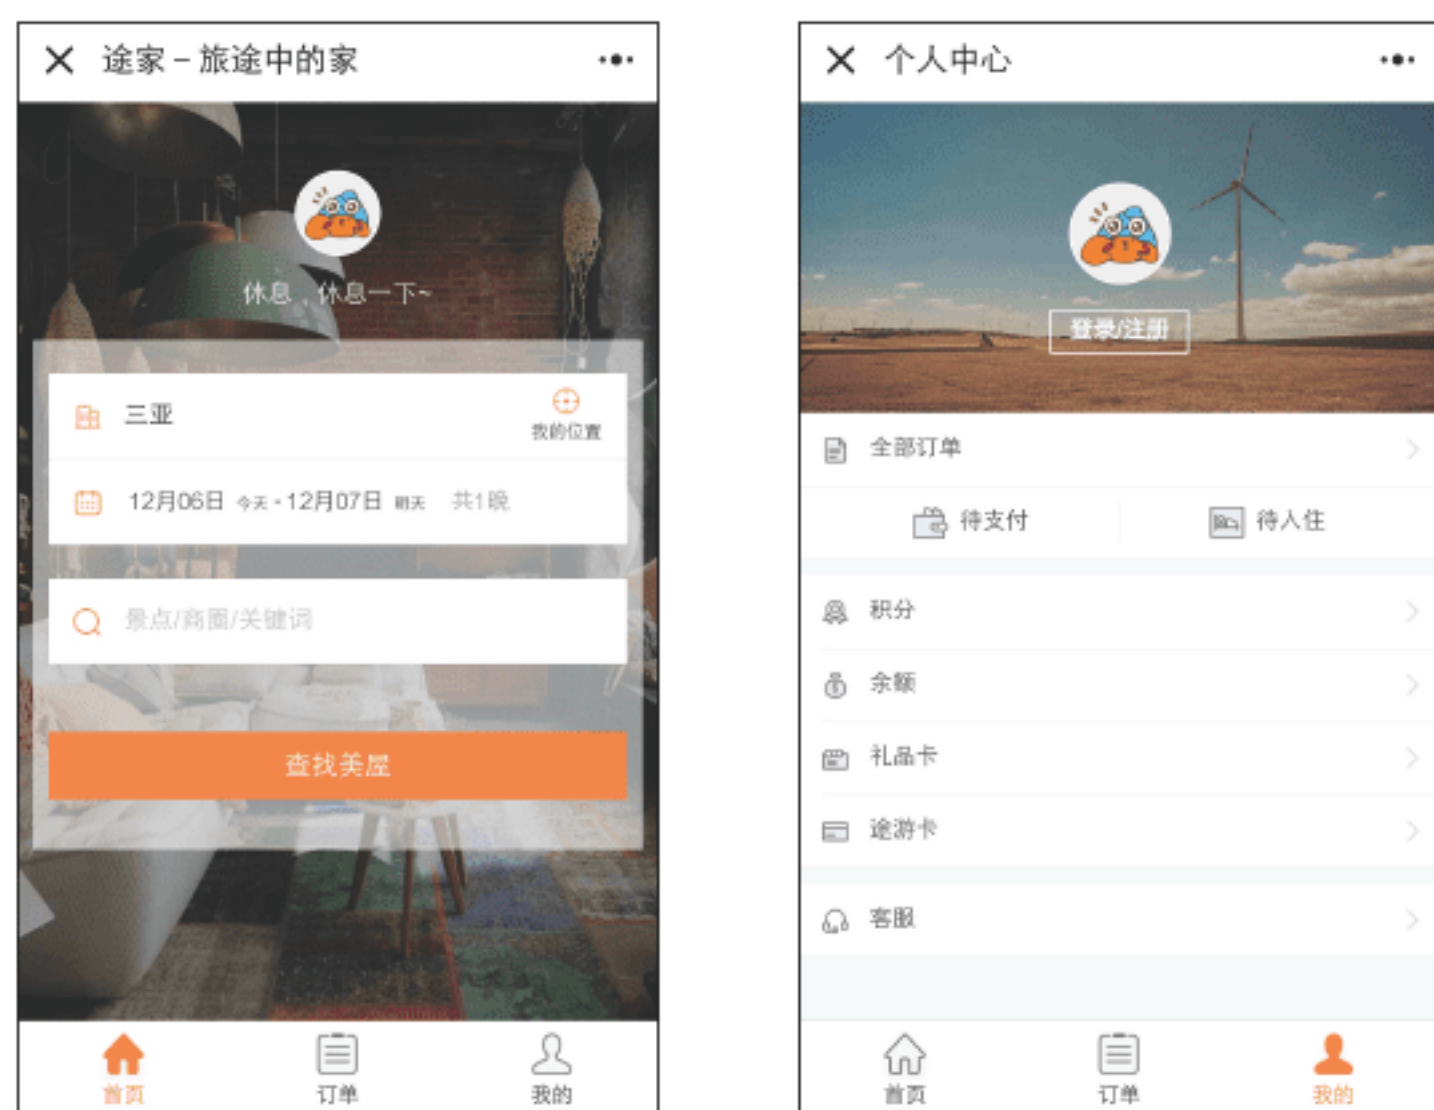 途家 – 旅途中的家
休息，休息一下~
三亚
我的位置
12月06日 今天 - 12月07日 明天 共1晚
景点/商圈/关键词
查找美屋
首页
订单
我的
个人中心
登录/注册
全部订单
待支付
待入住
积分
余额
礼品卡
途游卡
客服
首页
订单
我的